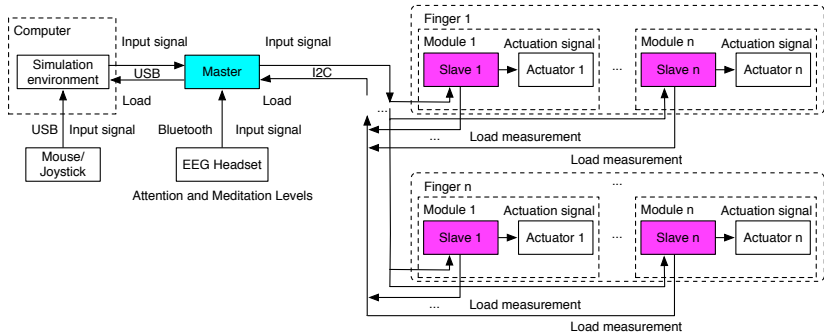 Finger 1
Computer
Input signal
Input signal
Module 1
Actuation signal
Module n
Actuation signal
Simulation
environment
USB
Master
I2C
Slave 1
Actuator 1
...
Slave n
Actuator n
Load
Load
...
USB
Input signal
Bluetooth
Input signal
...
Load measurement
Load measurement
Mouse/
Joystick
EEG Headset
Attention and Meditation Levels
Finger n
...
...
Module 1
Actuation signal
Module n
Actuation signal
Slave 1
Actuator 1
...
Slave n
Actuator n
...
Load measurement
Load measurement